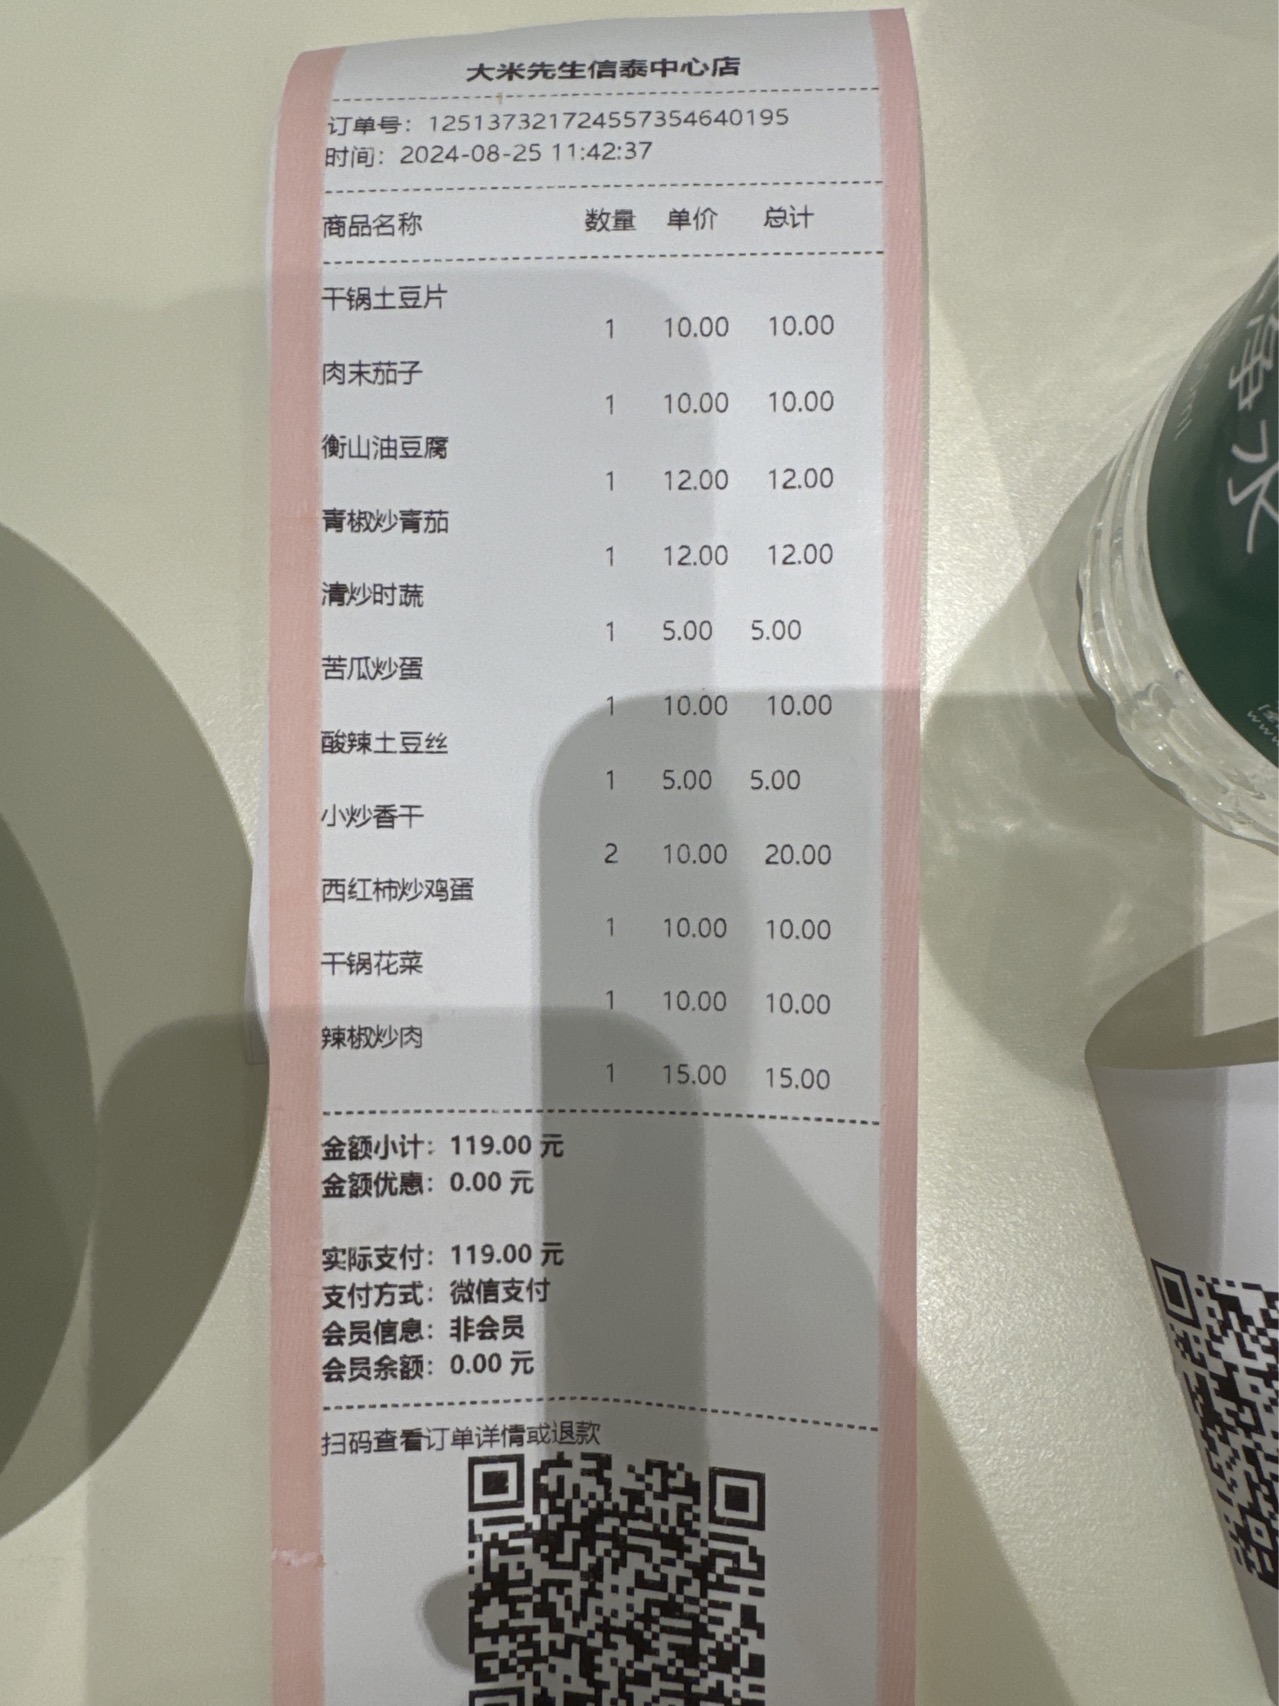 大米先生信泰中心店
订单号：1251373217245573546​40195
时间：2024-08-25 11:42:37
商品名称 数量 单价 总计
干锅土豆片
1 10.00 10.00
肉末茄子
1 10.00 10.00
衡山油豆腐
1 12.00 12.00
青椒炒青茄
1 12.00 12.00
清炒时蔬
1 5.00 5.00
苦瓜炒蛋
1 10.00 10.00
酸辣土豆丝
1 5.00 5.00
小炒香干
2 10.00 20.00
西红柿炒鸡蛋
1 10.00 10.00
干锅花菜
1 10.00 10.00
辣椒炒肉
1 15.00 15.00
金额小计：119.00 元
金额优惠：0.00 元
实际支付：119.00 元
支付方式：微信支付
会员信息：非会员
会员余额：0.00 元
扫码查看订单详情或退款
水